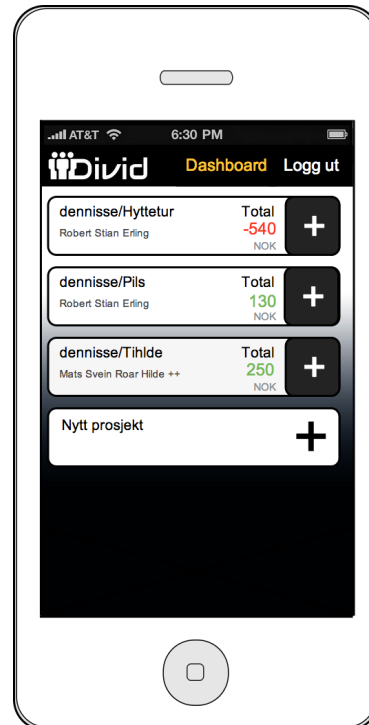 AT&T 6:30 PM
Divid Dashboard Logg ut
dennisse/Hyttetur Total
-540
Robert Stian Erling
NOK
+
dennisse/Pils Total
130
Robert Stian Erling
NOK
+
dennisse/Tihlde Total
250
Mats Svein Roar Hilde ++
NOK
+
Nytt prosjekt +